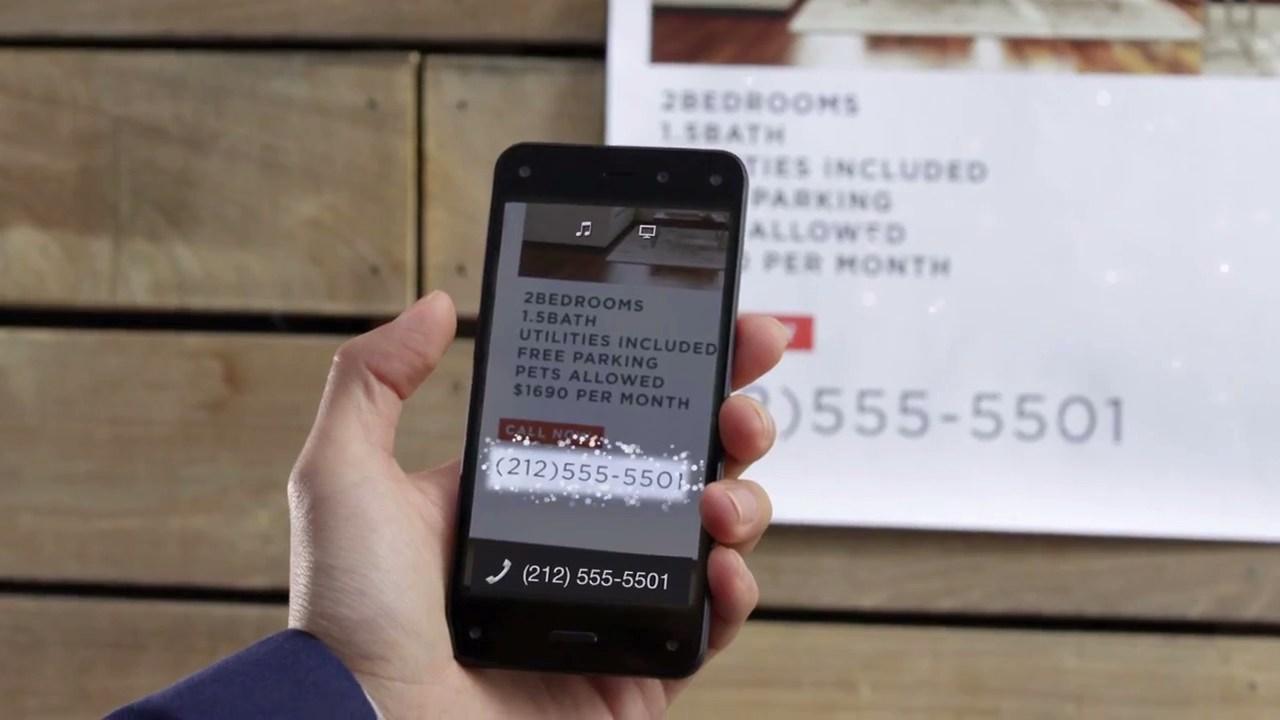 2BEDROOMS
1.5BATH
TIES INCLUDED
PARKING
ALLOWED
PER MONTH
2)555-5501
2BEDROOMS
1.5BATH
UTILITIES INCLUDED
FREE PARKING
PETS ALLOWED
$1690 PER MONTH
CALL NOW
(212)555-5501
(212) 555-5501